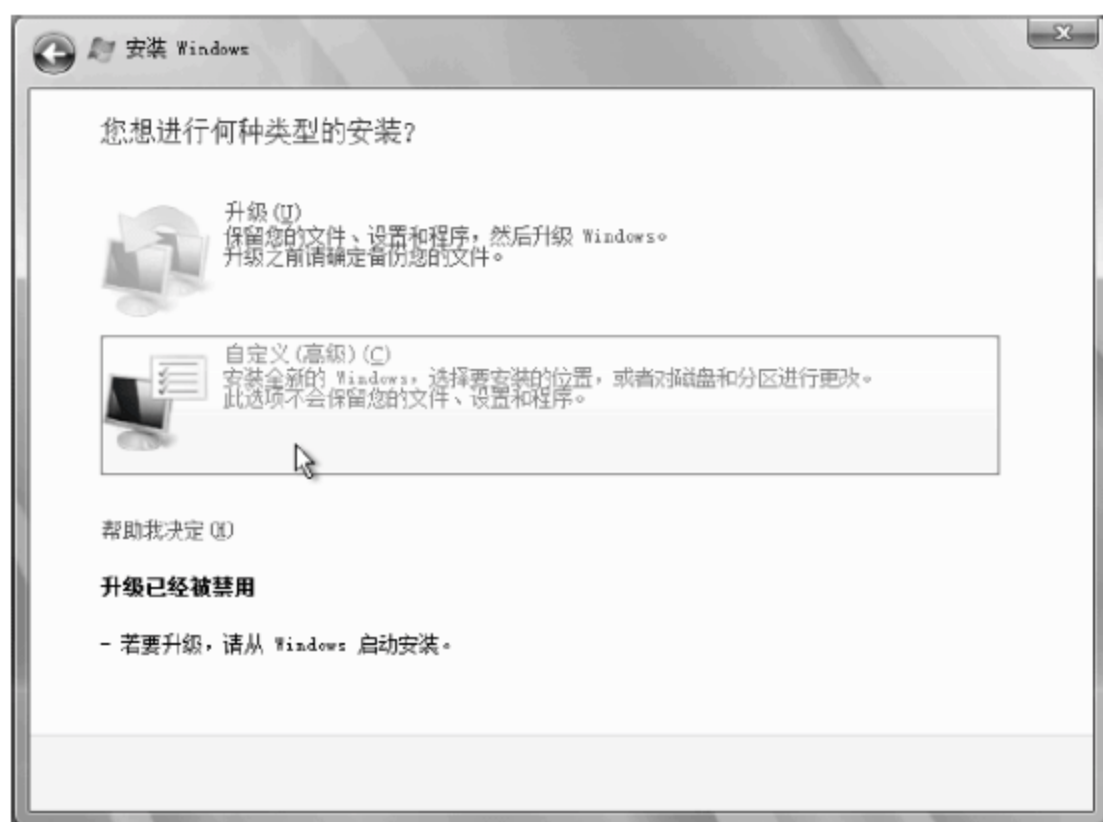 安装 Windows
您想进行何种类型的安装?
升级(U)
保留您的文件、设置和程序，然后升级 Windows。
升级之前请确定备份您的文件。
自定义(高级)(C)
安装全新的 Windows，选择要安装的位置，或者对磁盘和分区进行更改。
此选项不会保留您的文件、设置和程序。
帮助我决定(H)
升级已经被禁用
- 若要升级，请从 Windows 启动安装。